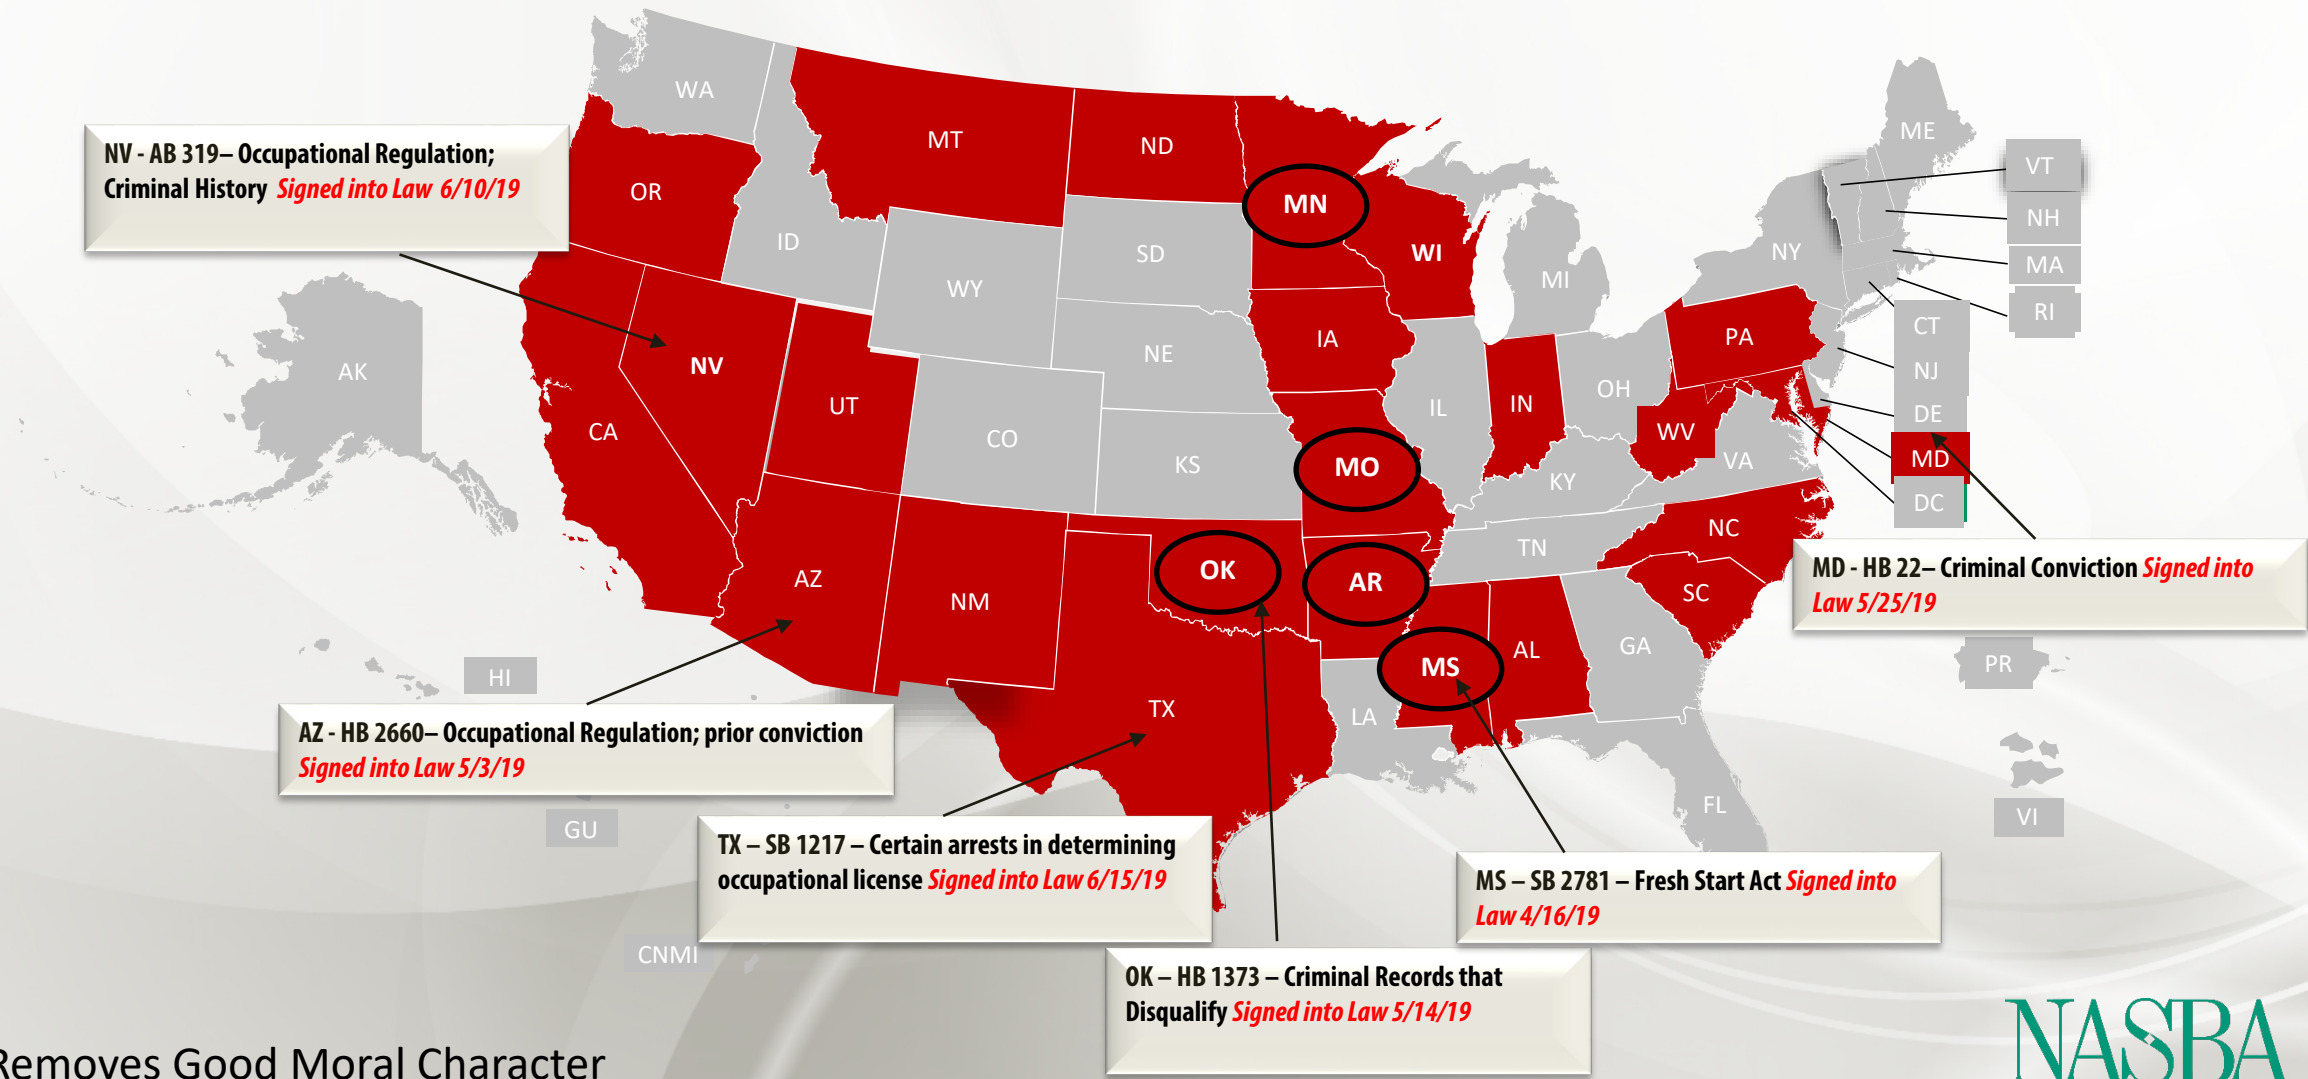 WA
ME
MT
ND
NV - AB 319– Occupational Regulation;
Criminal History Signed into Law 6/10/19
VT
OR
MN
NH
ID
SD
WI
NY
MA
MI
WY
RI
CT
PA
IA
NE
NV
NJ
AK
OH
UT
IN
IL
DE
CA
CO
WV
MD
KS
MO
VA
KY
DC
NC
TN
OK
AR
AZ
NM
SC
MD - HB 22– Criminal Conviction Signed into
Law 5/25/19
AL
GA
MS
PR
HI
TX
LA
AZ - HB 2660– Occupational Regulation; prior conviction
Signed into Law 5/3/19
FL
VI
GU
TX – SB 1217 – Certain arrests in determining
occupational license Signed into Law 6/15/19
MS – SB 2781 – Fresh Start Act Signed into
Law 4/16/19
CNMI
OK – HB 1373 – Criminal Records that
Disqualify Signed into Law 5/14/19
Removes Good Moral Character
NASBA